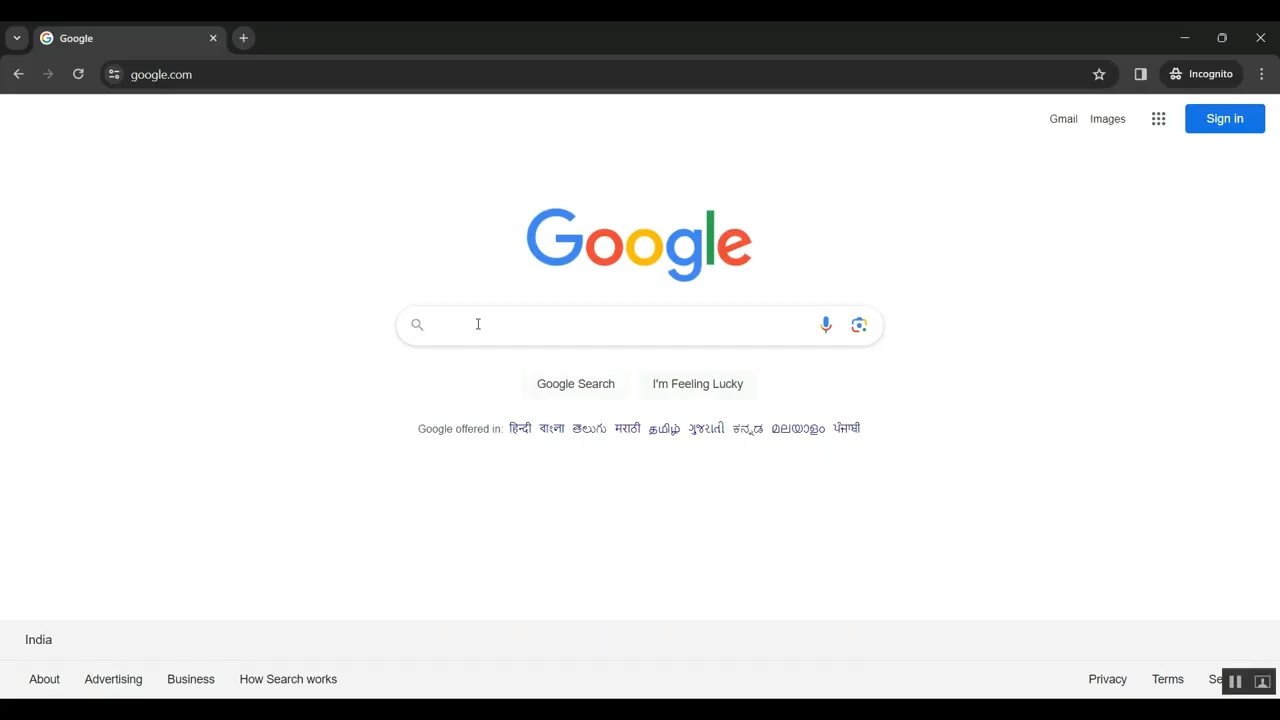 Google
google.com
Incognito
Gmail Images Sign in
Google
Google Search I'm Feeling Lucky
Google offered in: हिन्दी বাংলা తెలుగు मराठी தமிழ் ગુજરાતી ಕನ್ನಡ മലയാളം ਪੰਜਾਬੀ
India
About Advertising Business How Search works Privacy Terms Se